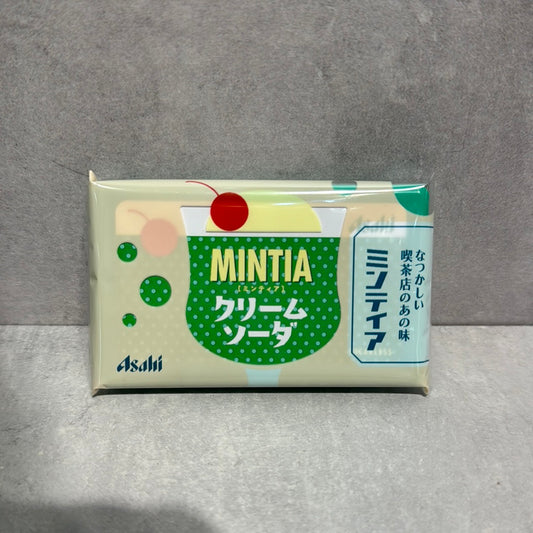 MINTIA
[ミンティア]
クリーム
ソーダ
Asahi
なつかしい
喫茶店のあの味
ミンティア